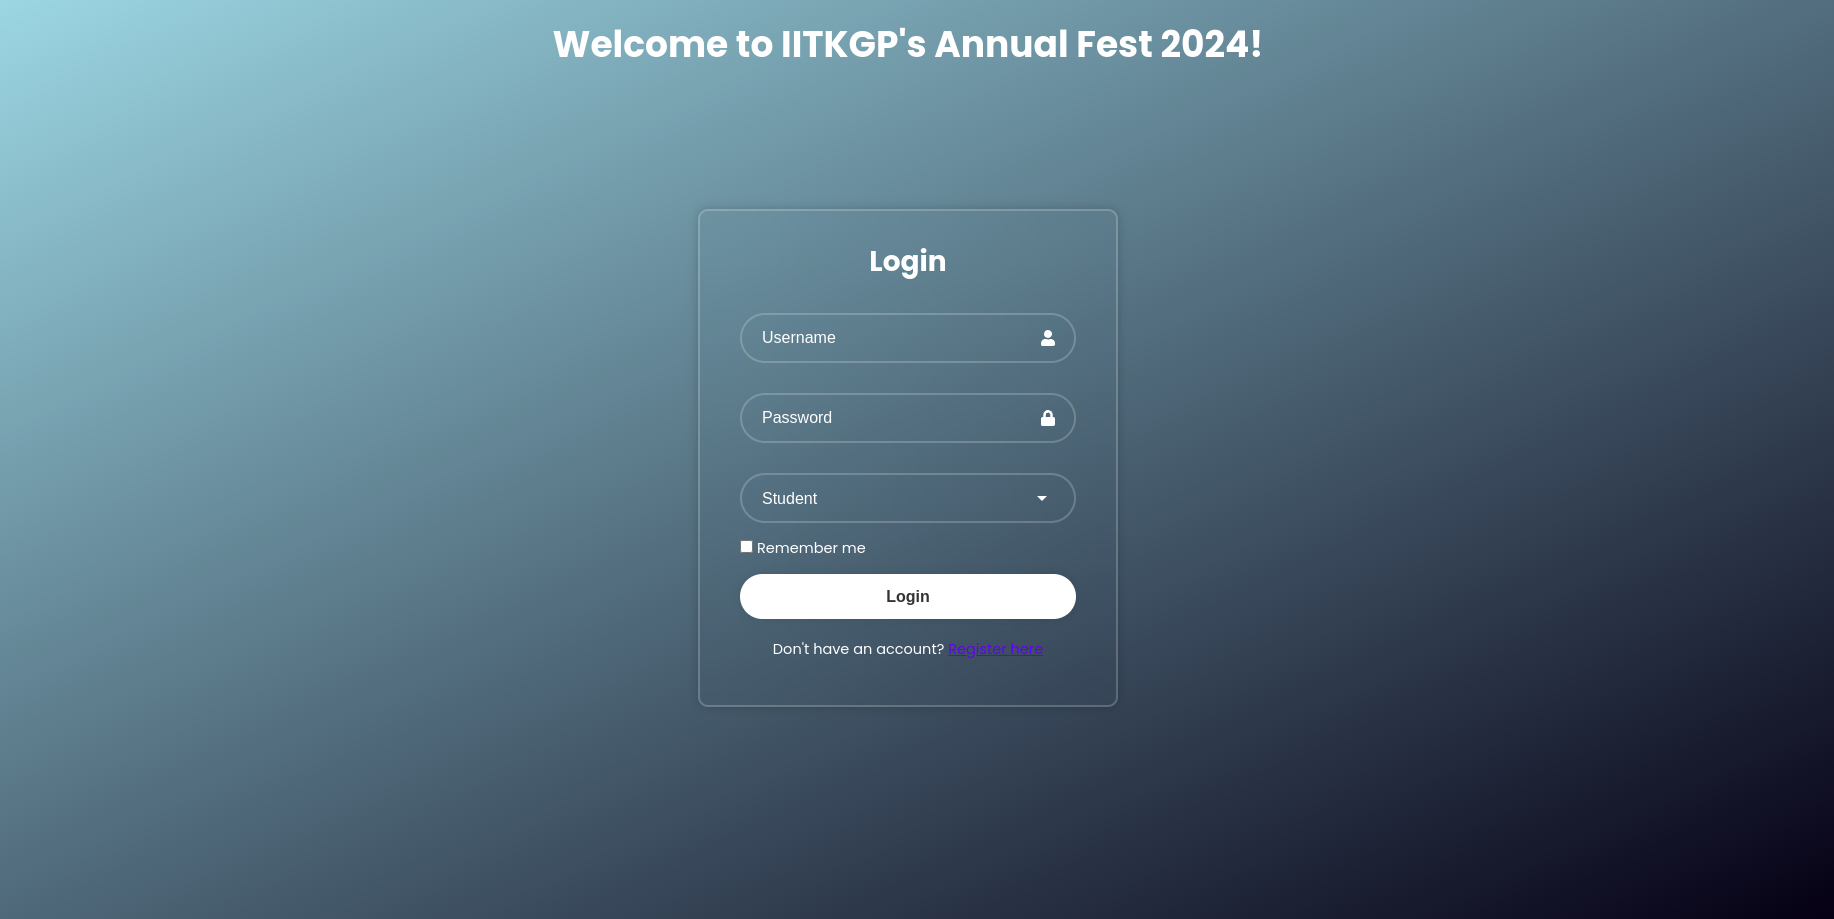 Welcome to IITKGP's Annual Fest 2024!
Login
Username
Password
Student
Remember me
Login
Don't have an account? Register here